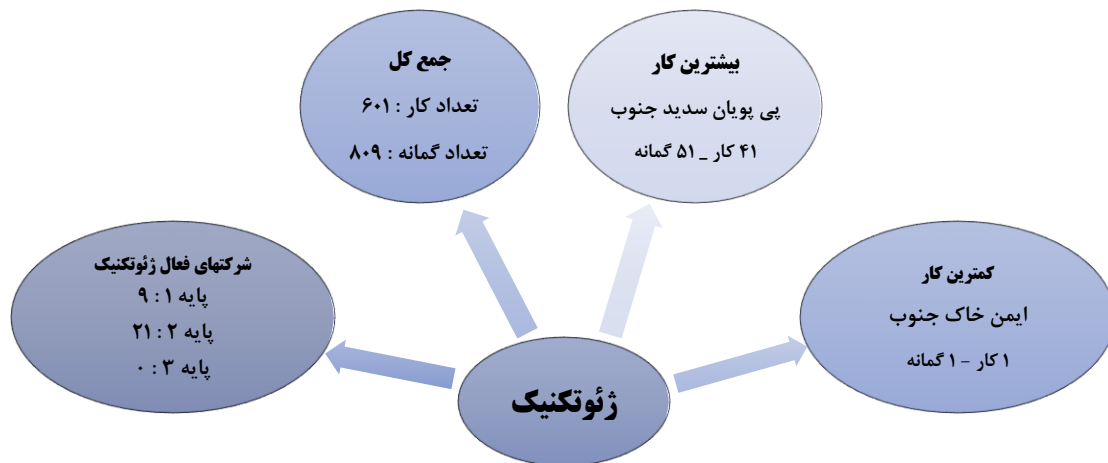 بیشترین کار
پی پویان سدید جنوب
۴۱ کار _ ۵۱ گمانه
جمع کل
تعداد کار : ۶۰۱
تعداد گمانه : ۸۰۹
کمترین کار
ایمن خاک جنوب
۱ کار – ۱ گمانه
شرکتهای فعال ژئوتکنیک
پایه ۱ : ۹
پایه ۲ : ۲۱
پایه ۳ : ۰
ژئوتکنیک